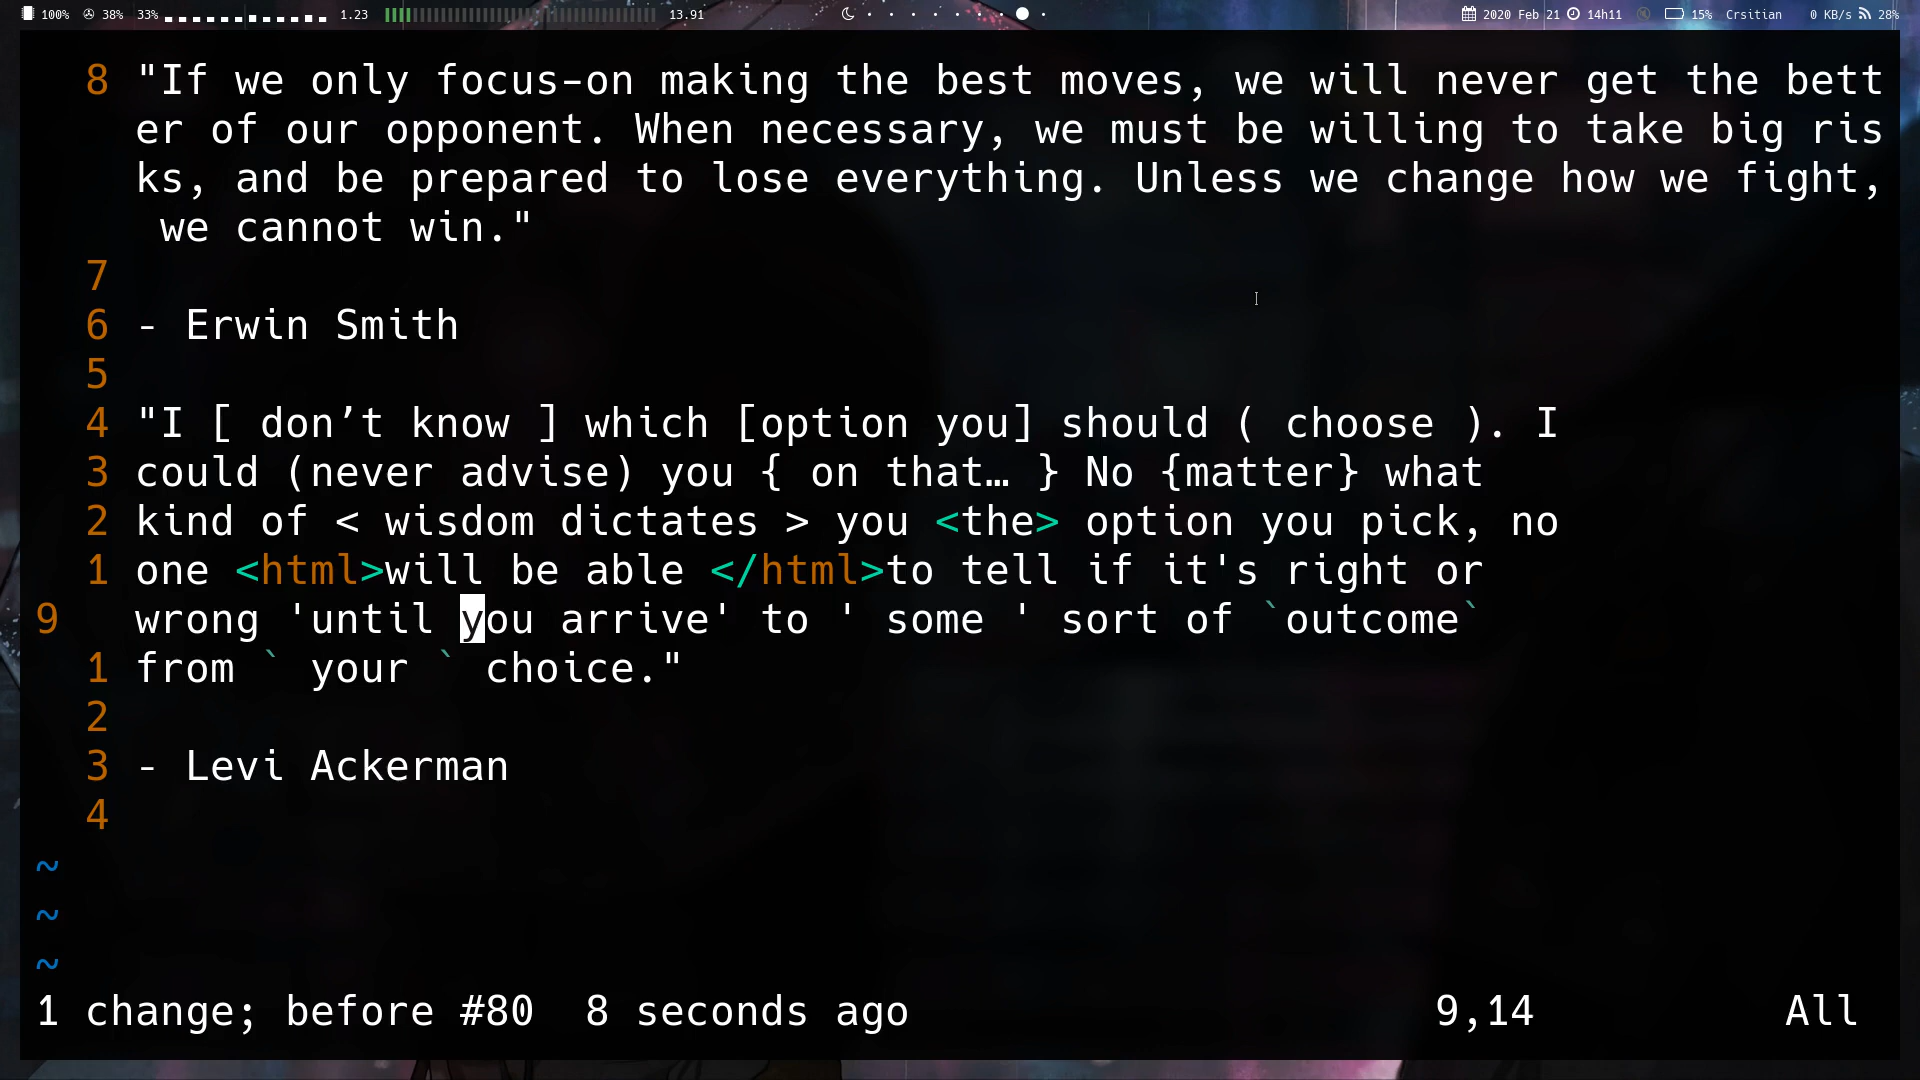 100% 38% 33% 1.23 13.91 2020 Feb 21 14h11 15% Crsitian 0 KB/s 28%
8 "If we only focus-on making the best moves, we will never get the bett
er of our opponent. When necessary, we must be willing to take big ris
ks, and be prepared to lose everything. Unless we change how we fight,
we cannot win."
7
6 - Erwin Smith
5
4 "I [ don’t know ] which [option you] should ( choose ). I
3 could (never advise) you { on that… } No {matter} what
2 kind of < wisdom dictates > you <the> option you pick, no
1 one <html>will be able </html>to tell if it's right or
9 wrong 'until you arrive' to ' some ' sort of `outcome`
1 from ` your ` choice."
2
3 - Levi Ackerman
4
~
~
~
1 change; before #80 8 seconds ago 9,14 All